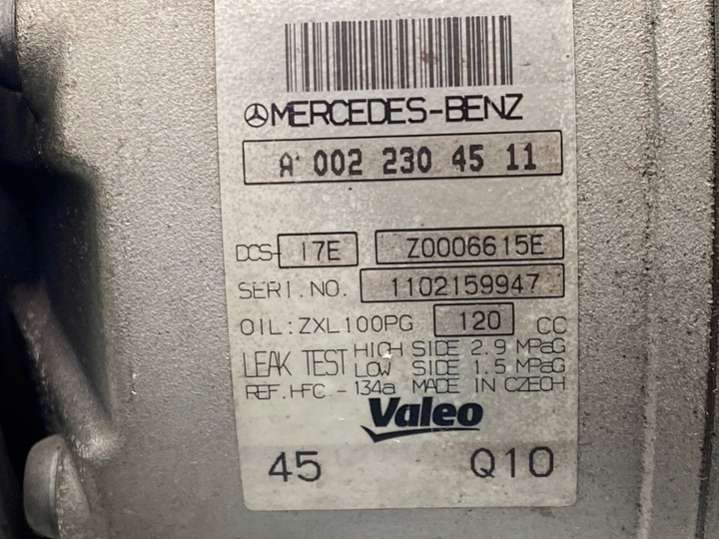 MERCEDES-BENZ
A 002 230 45 11
DCS- 17E Z0006615E
SERI.NO. 1102159947
OIL:ZXL100PG 120 CC
LEAK TEST HIGH SIDE 2.9 MPaG
LOW SIDE 1.5 MPaG
REF.HFC-134a MADE IN CZECH
Valeo
45 Q10